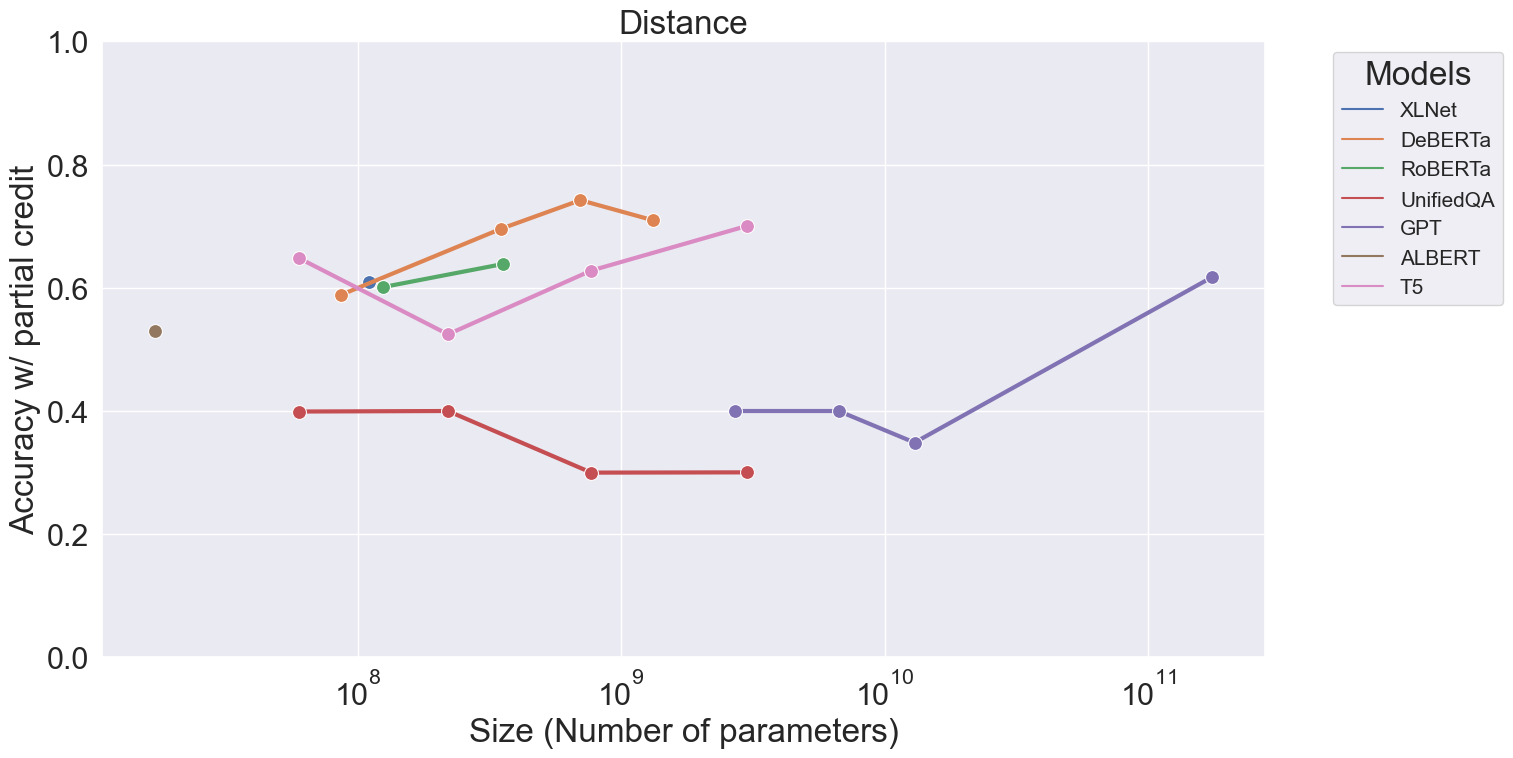 Distance
Accuracy w/ partial credit
1.0
0.8
0.6
0.4
0.2
0.0
10^8
10^9
10^10
10^11
Size (Number of parameters)
Models
XLNet
DeBERTa
RoBERTa
UnifiedQA
GPT
ALBERT
T5